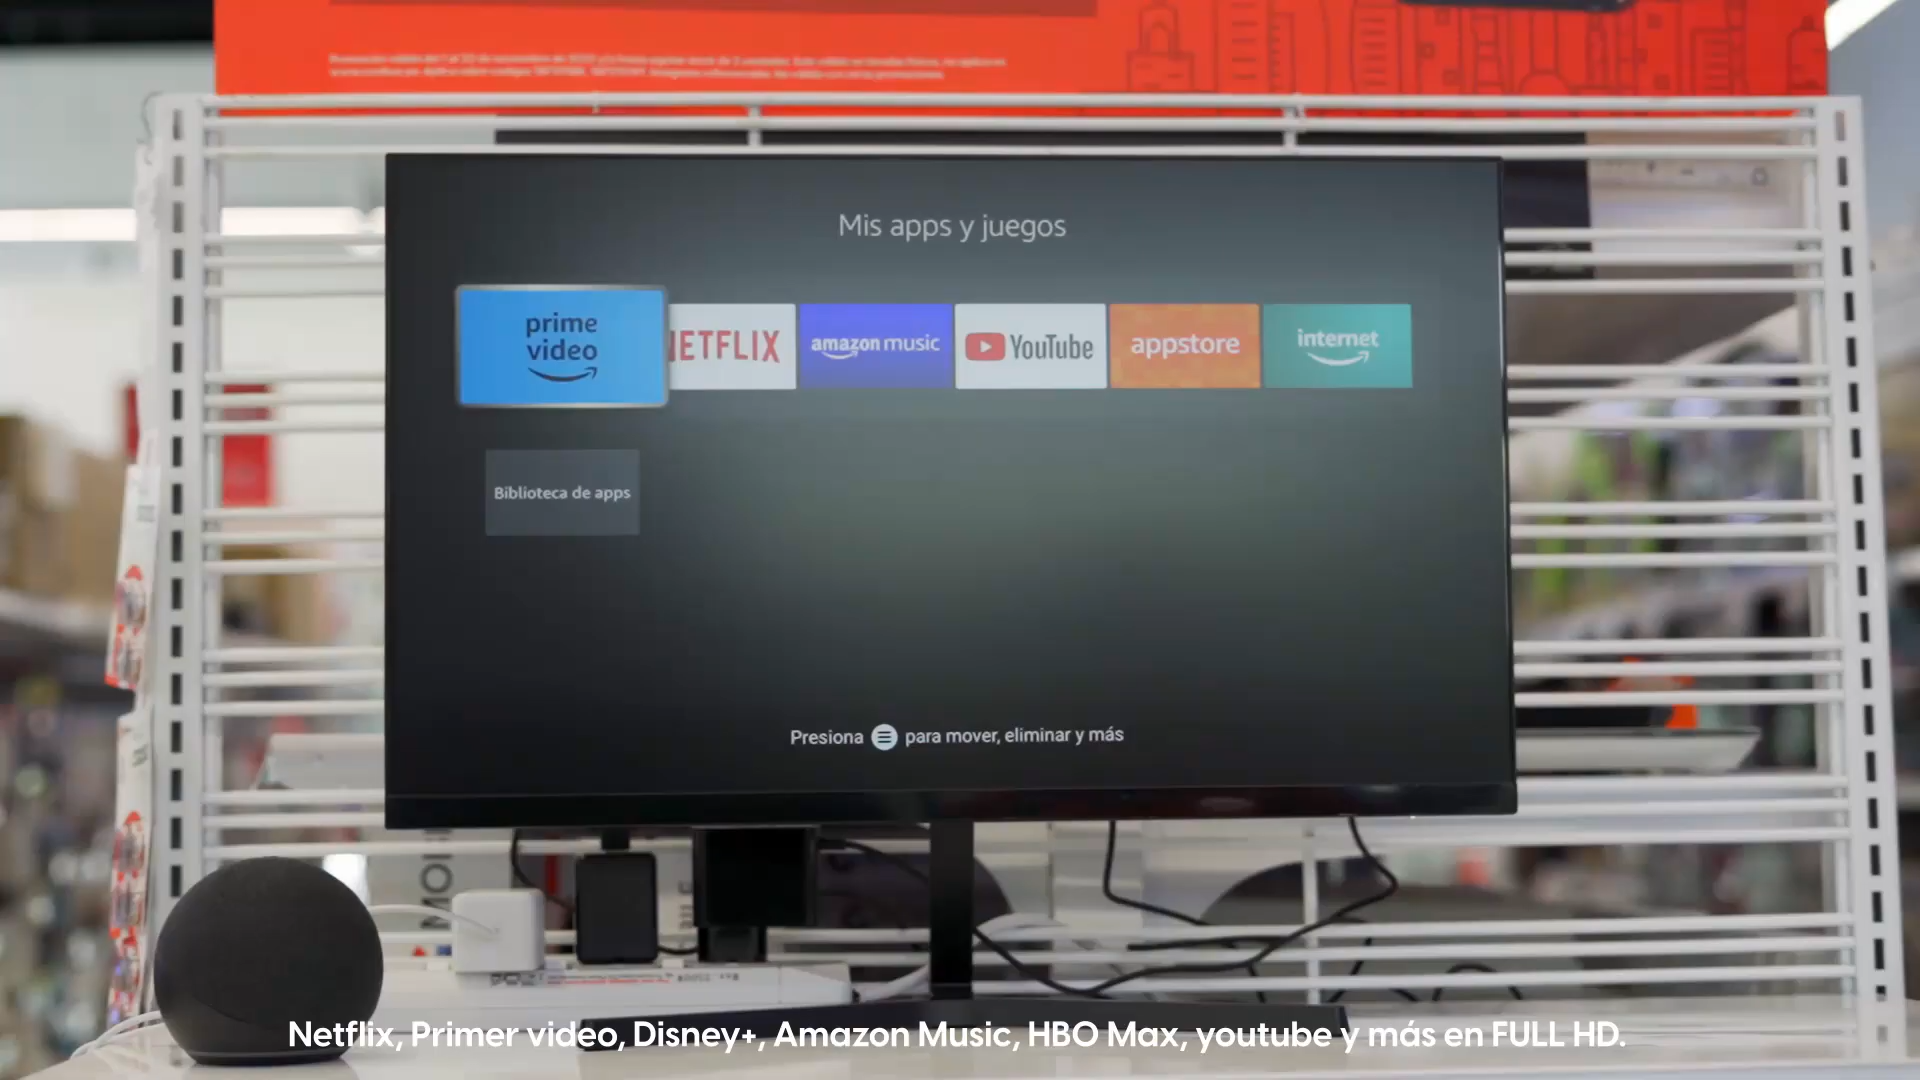 Mis apps y juegos
prime
video
NETFLIX
amazon music
YouTube
appstore
internet
Biblioteca de apps
Presiona para mover, eliminar y más
Netflix, Primer video, Disney+, Amazon Music, HBO Max, youtube y más en FULL HD.